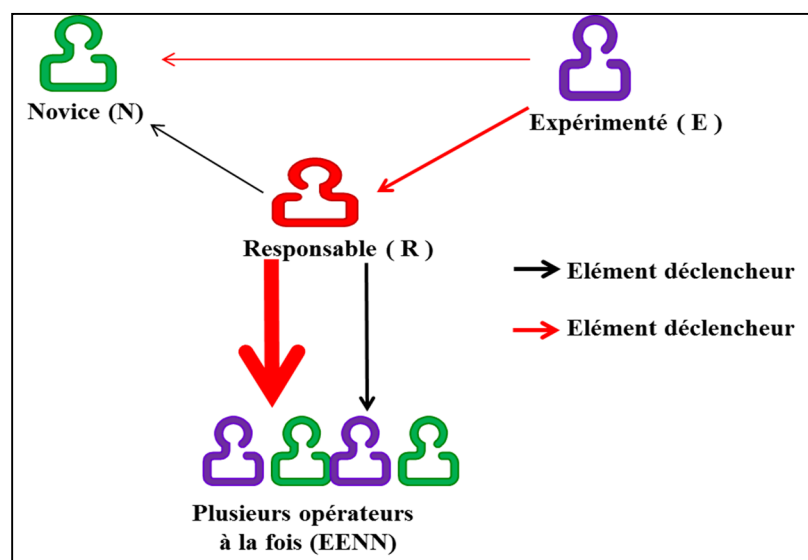 Novice (N)
Expérimenté ( E )
Responsable ( R )
Elément déclencheur
Elément déclencheur
Plusieurs opérateurs
à la fois (EENN)